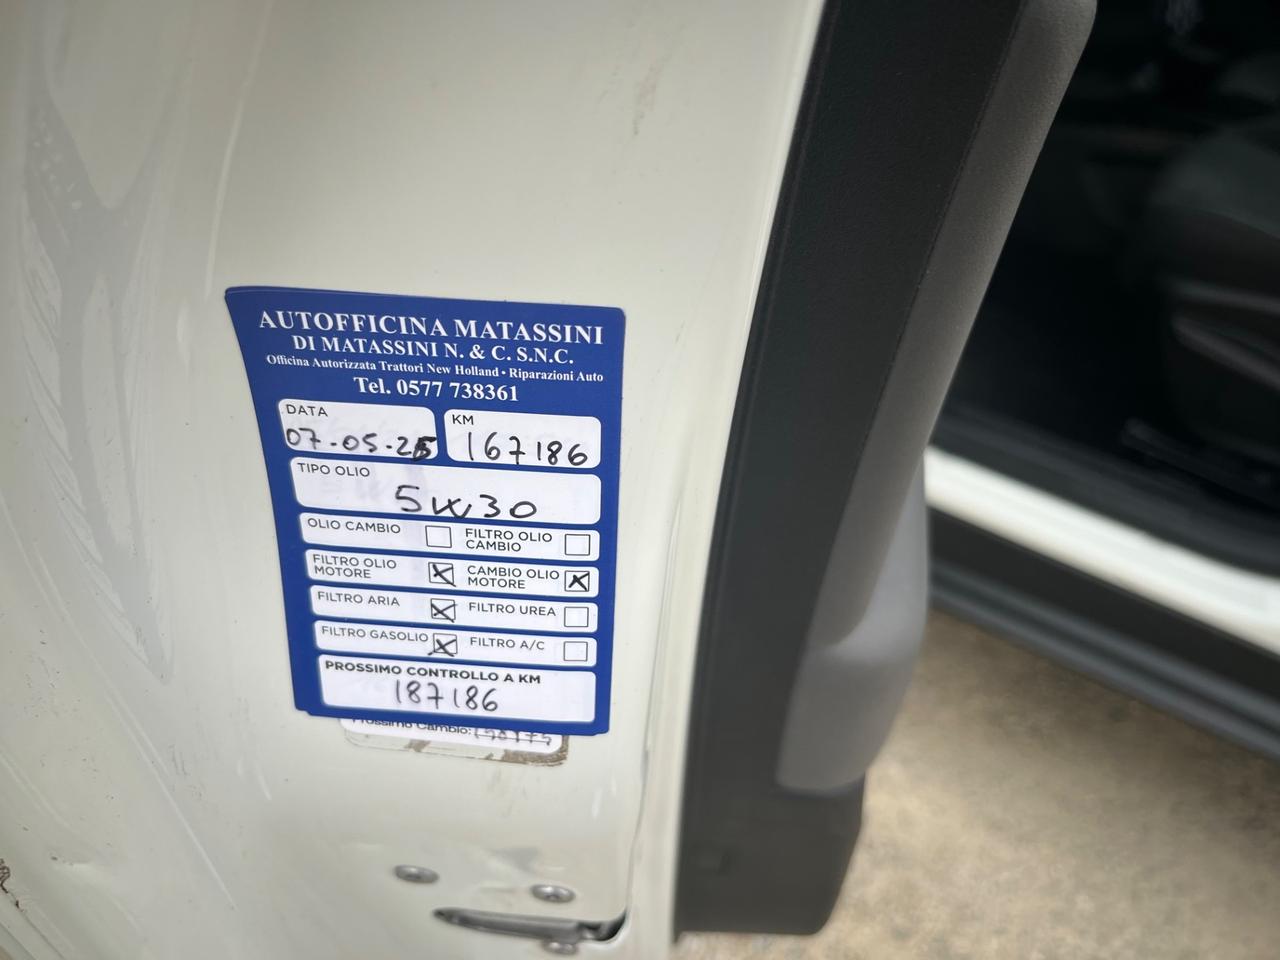 AUTOFFICINA MATASSINI
DI MATASSINI N. & C. S.N.C.
Officina Autorizzata Trattori New Holland • Riparazioni Auto
Tel. 0577 738361
DATA
07-05-25
KM
167186
TIPO OLIO
5W30
OLIO CAMBIO
FILTRO OLIO
CAMBIO
FILTRO OLIO
MOTORE
CAMBIO OLIO
MOTORE
FILTRO ARIA
FILTRO UREA
FILTRO GASOLIO
FILTRO A/C
PROSSIMO CONTROLLO A KM
187186
Prossimo Cambio: